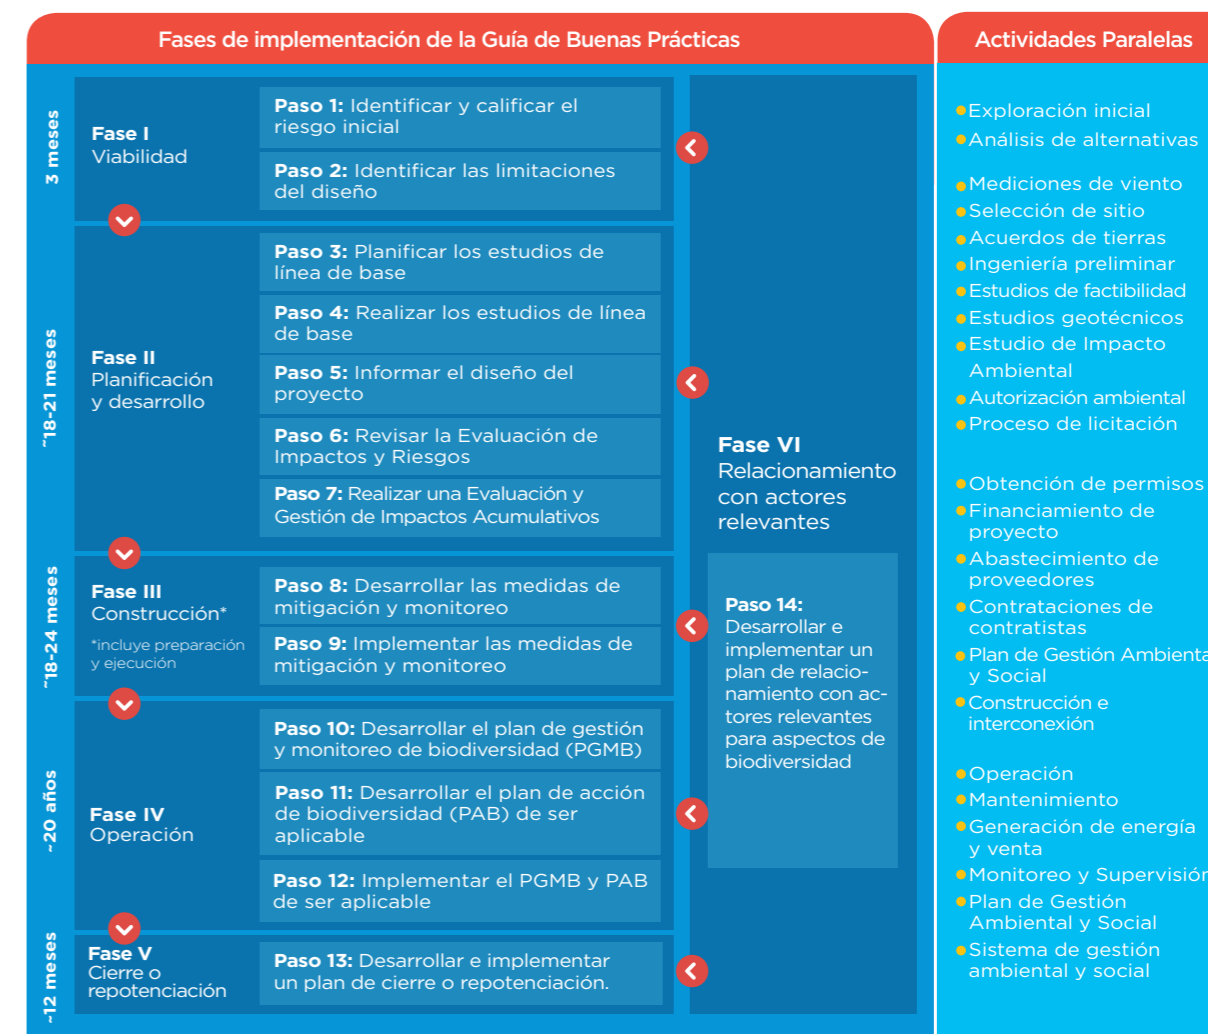 Fases de implementación de la Guía de Buenas Prácticas
3 meses
Fase I
Viabilidad
Paso 1: Identificar y calificar el
riesgo inicial
Paso 2: Identificar las limitaciones
del diseño
~18-21 meses
Fase II
Planificación
y desarrollo
Paso 3: Planificar los estudios de
línea de base
Paso 4: Realizar los estudios de línea
de base
Paso 5: Informar el diseño del
proyecto
Paso 6: Revisar la Evaluación de
Impactos y Riesgos
Paso 7: Realizar una Evaluación y
Gestión de Impactos Acumulativos
~18-24 meses
Fase III
Construcción*
*incluye preparación
y ejecución
Paso 8: Desarrollar las medidas de
mitigación y monitoreo
Paso 9: Implementar las medidas de
mitigación y monitoreo
~20 años
Fase IV
Operación
Paso 10: Desarrollar el plan de gestión
y monitoreo de biodiversidad (PGMB)
Paso 11: Desarrollar el plan de acción
de biodiversidad (PAB) de ser
aplicable
Paso 12: Implementar el PGMB y PAB
de ser aplicable
~12 meses
Fase V
Cierre o
repotenciación
Paso 13: Desarrollar e implementar
un plan de cierre o repotenciación.
Fase VI
Relacionamiento
con actores
relevantes
Paso 14:
Desarrollar e
implementar un
plan de relacio-
namiento con ac-
tores relevantes
para aspectos de
biodiversidad
Actividades Paralelas
Exploración inicial
Análisis de alternativas
Mediciones de viento
Selección de sitio
Acuerdos de tierras
Ingeniería preliminar
Estudios de factibilidad
Estudios geotécnicos
Estudio de Impacto
Ambiental
Autorización ambiental
Proceso de licitación
Obtención de permisos
Financiamiento de
proyecto
Abastecimiento de
proveedores
Contrataciones de
contratistas
Plan de Gestión Ambienta
y Social
Construcción e
interconexión
Operación
Mantenimiento
Generación de energía
y venta
Monitoreo y Supervisión
Plan de Gestión
Ambiental y Social
Sistema de gestión
ambiental y social